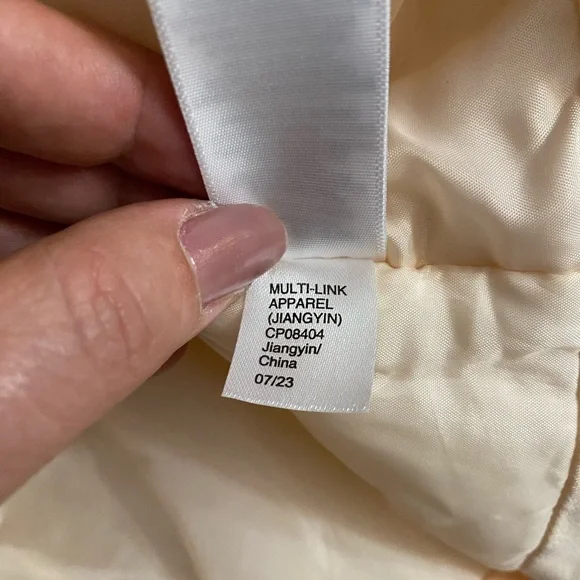 MULTI-LINK
APPAREL
(JIANGYIN)
CP08404
Jiangyin/
China
07/23